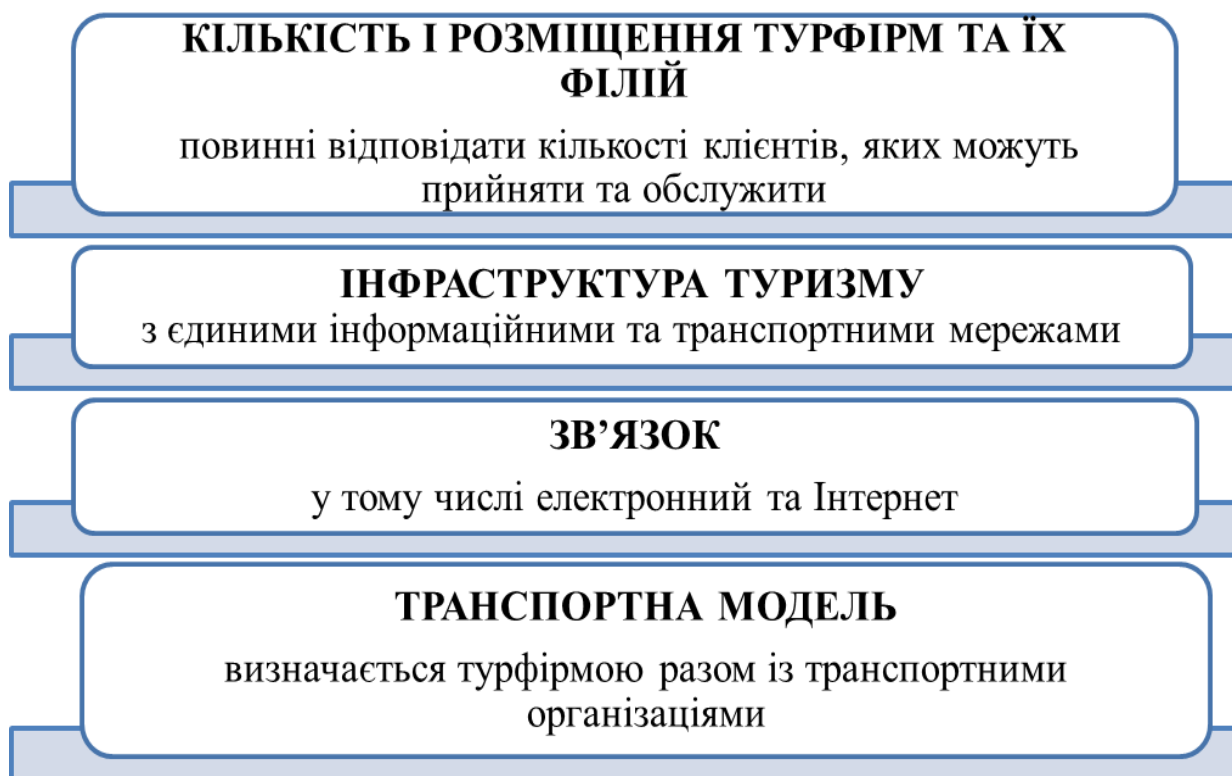 КІЛЬКІСТЬ І РОЗМІЩЕННЯ ТУРФІРМ ТА ЇХ
ФІЛІЙ
повинні відповідати кількості клієнтів, яких можуть
прийняти та обслужити
ІНФРАСТРУКТУРА ТУРИЗМУ
з єдиними інформаційними та транспортними мережами
ЗВ’ЯЗОК
у тому числі електронний та Інтернет
ТРАНСПОРТНА МОДЕЛЬ
визначається турфірмою разом із транспортними
організаціями